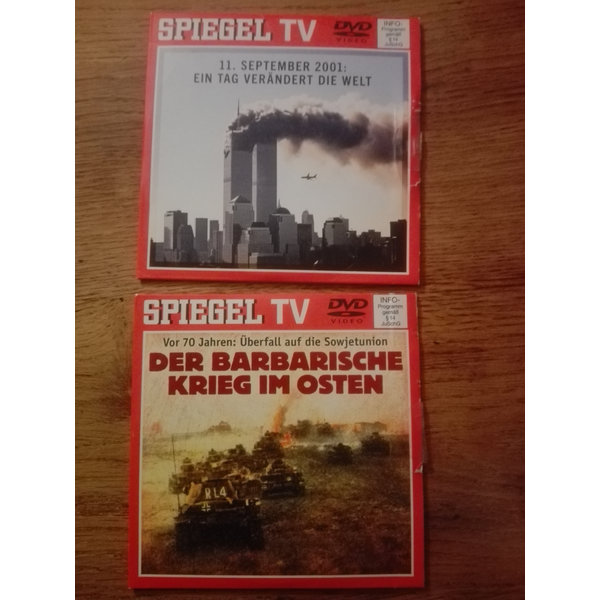 SPIEGEL TV
DVD
VIDEO
INFO-
Programm
gemäß
§ 14
JuSchG
11. SEPTEMBER 2001:
EIN TAG VERÄNDERT DIE WELT
SPIEGEL TV
DVD
VIDEO
INFO-
Programm
gemäß
§ 14
JuSchG
Vor 70 Jahren: Überfall auf die Sowjetunion
DER BARBARISCHE
KRIEG IM OSTEN
RL4